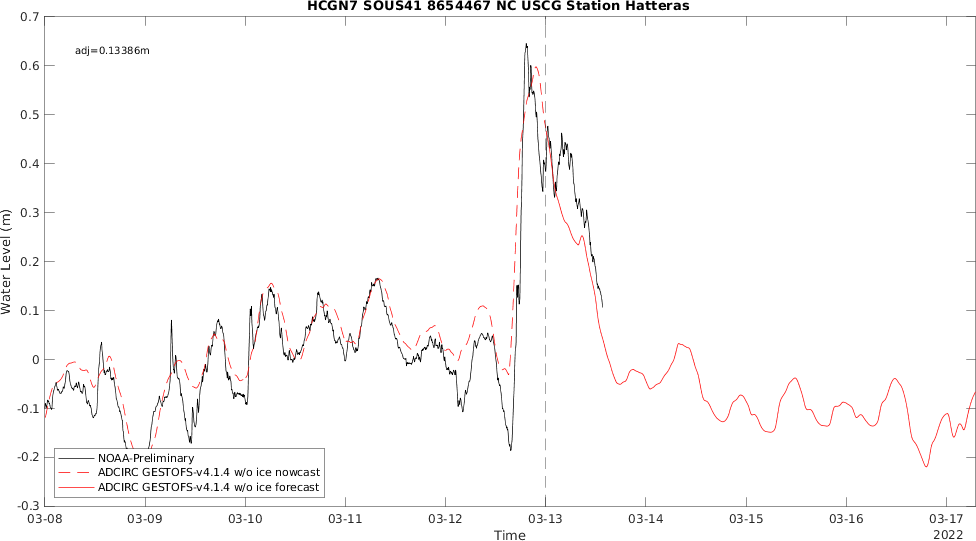 HCGN7 SOUS41 8654467 NC USCG Station Hatteras
adj=0.13386m
0.7
0.6
0.5
0.4
0.3
0.2
0.1
0
-0.1
-0.2
-0.3
Water Level (m)
NOAA-Preliminary
ADCIRC GESTOFS-v4.1.4 w/o ice nowcast
ADCIRC GESTOFS-v4.1.4 w/o ice forecast
03-08 03-09 03-10 03-11 03-12 03-13 03-14 03-15 03-16 03-17
Time
2022